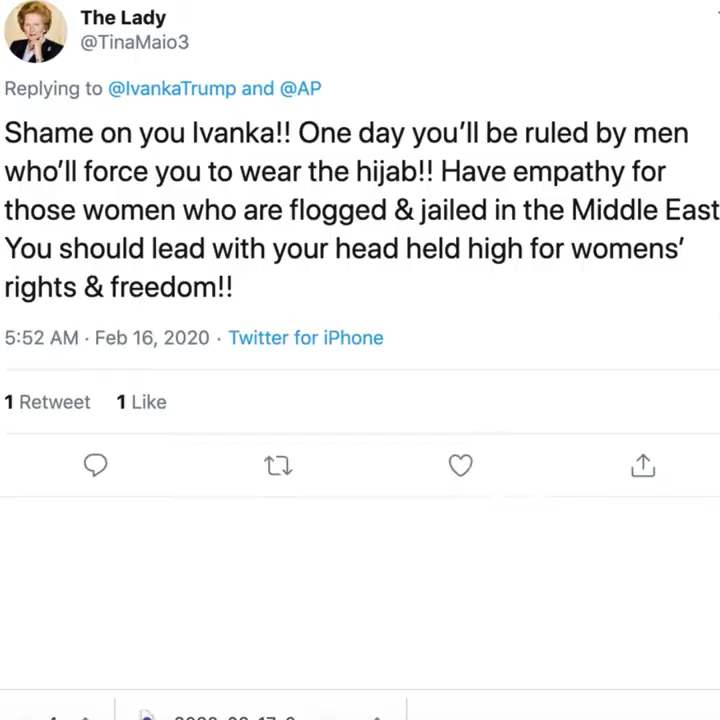 The Lady
@TinaMaio3
Replying to @IvankaTrump and @AP
Shame on you Ivanka!! One day you’ll be ruled by men
who’ll force you to wear the hijab!! Have empathy for
those women who are flogged & jailed in the Middle East
You should lead with your head held high for womens’
rights & freedom!!
5:52 AM · Feb 16, 2020 · Twitter for iPhone
1 Retweet 1 Like